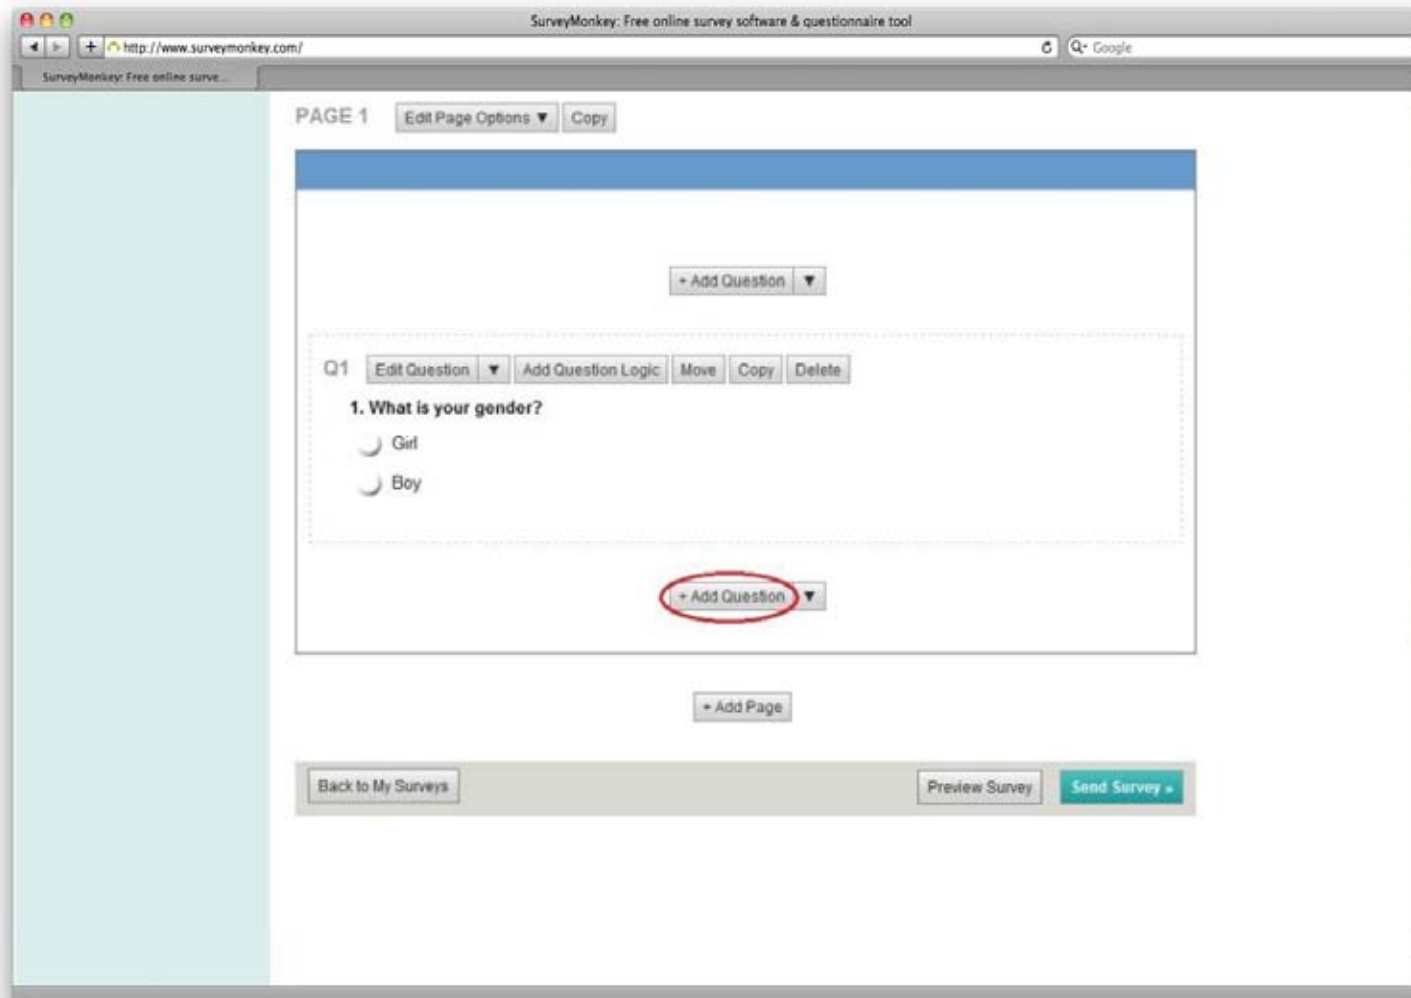 SurveyMonkey: Free online survey software & questionnaire tool
+ http://www.surveymonkey.com/ Google
SurveyMonkey: Free online surve...
PAGE 1 Edit Page Options ▼ Copy
+ Add Question ▼
Q1 Edit Question ▼ Add Question Logic Move Copy Delete
1. What is your gender?
Girl
Boy
+ Add Question ▼
+ Add Page
Back to My Surveys Preview Survey Send Survey »